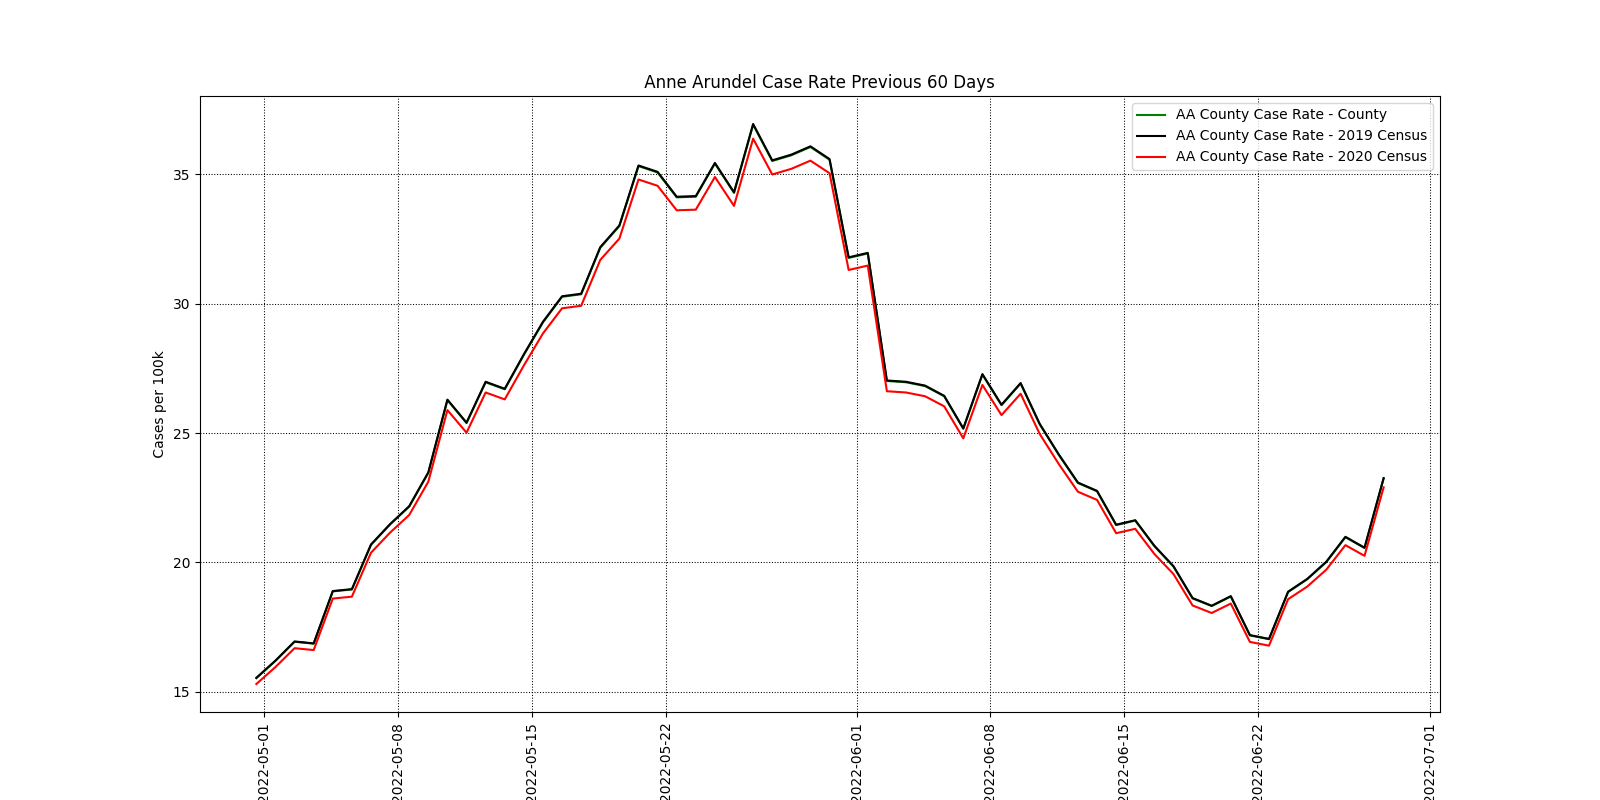 Anne Arundel Case Rate Previous 60 Days
AA County Case Rate - County
AA County Case Rate - 2019 Census
AA County Case Rate - 2020 Census
Cases per 100k
35
30
25
20
15
2022-05-01
2022-05-08
2022-05-15
2022-05-22
2022-06-01
2022-06-08
2022-06-15
2022-06-22
2022-07-01